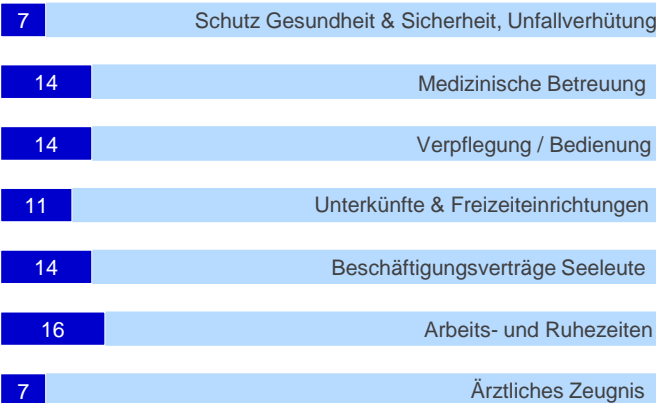 7 Schutz Gesundheit & Sicherheit, Unfallverhütung
14 Medizinische Betreuung
14 Verpflegung / Bedienung
11 Unterkünfte & Freizeiteinrichtungen
14 Beschäftigungsverträge Seeleute
16 Arbeits- und Ruhezeiten
7 Ärztliches Zeugnis